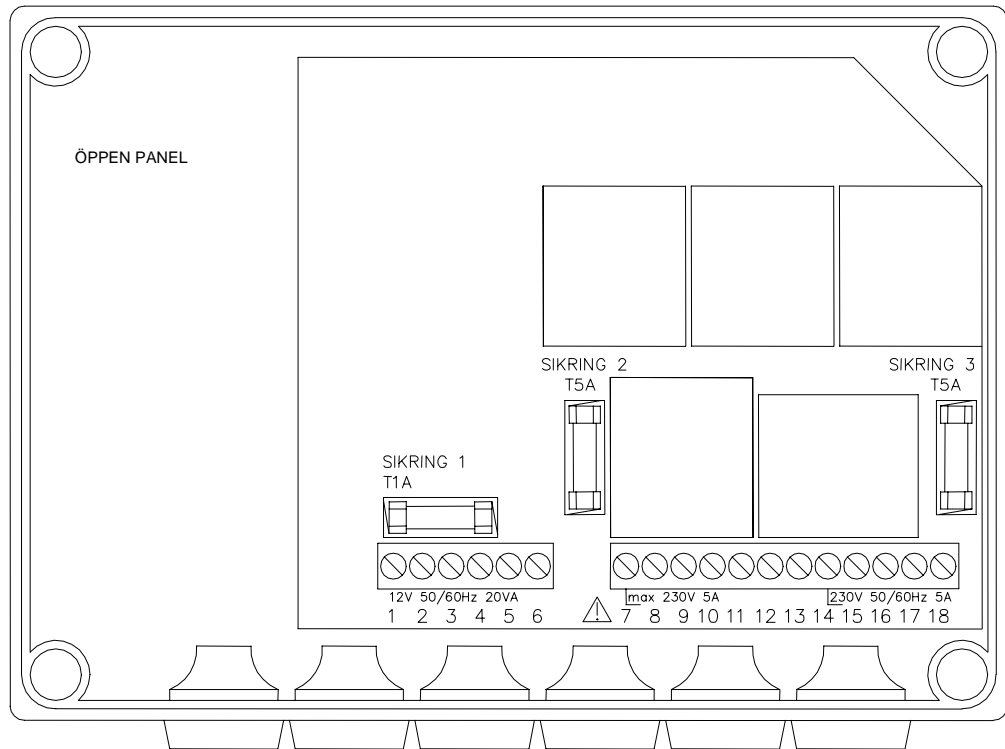 ÖPPEN PANEL
SIKRING 2
T5A
SIKRING 3
T5A
SIKRING 1
T1A
12V 50/60Hz 20VA
max 230V 5A
230V 50/60Hz 5A
1 2 3 4 5 6
7 8 9 10 11 12 13 14 15 16 17 18